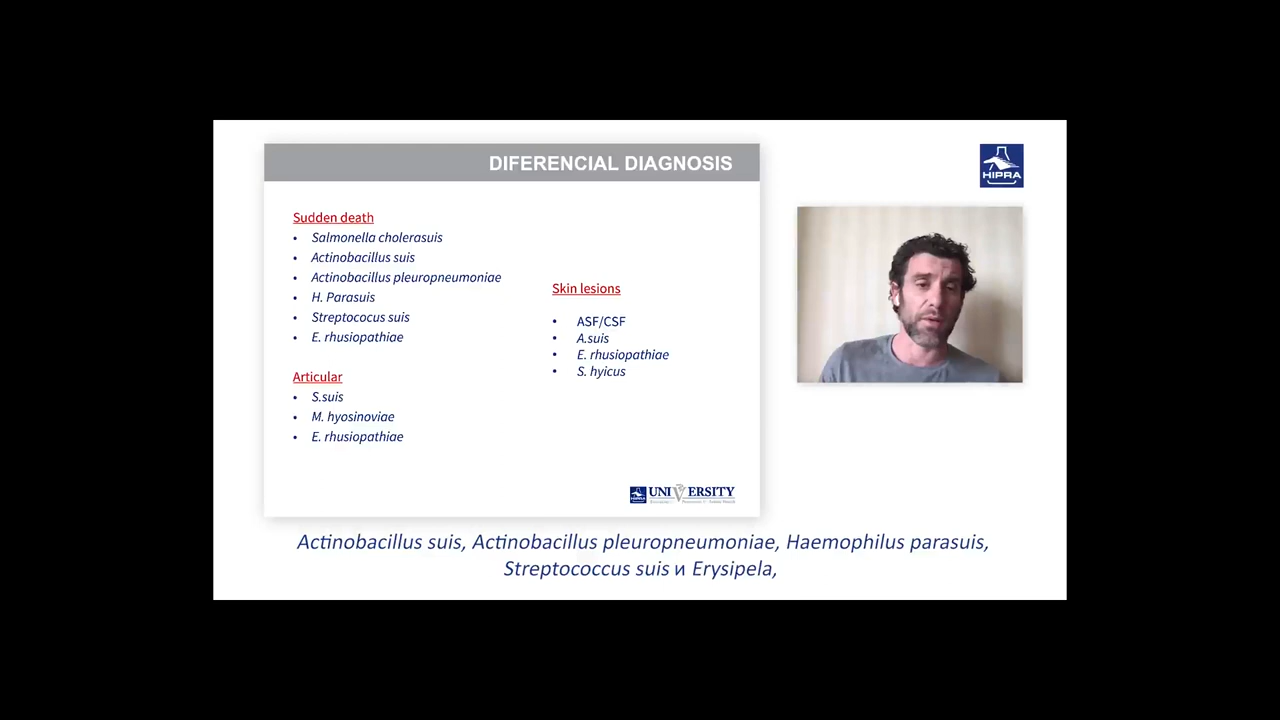 DIFERENCIAL DIAGNOSIS
HIPRA
Sudden death
• Salmonella cholerasuis
• Actinobacillus suis
• Actinobacillus pleuropneumoniae
• H. Parasuis
• Streptococus suis
• E. rhusiopathiae
Articular
• S.suis
• M. hyosinoviae
• E. rhusiopathiae
Skin lesions
• ASF/CSF
• A.suis
• E. rhusiopathiae
• S. hyicus
UNIVERSITY
Actinobacillus suis, Actinobacillus pleuropneumoniae, Haemophilus parasuis,
Streptococcus suis и Erysipela,